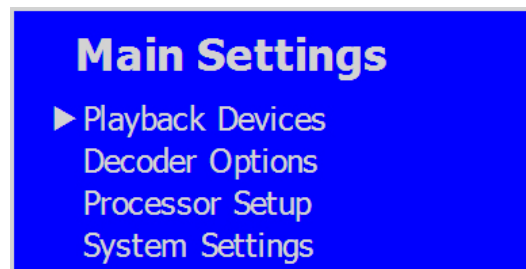 Main Settings
Playback Devices
Decoder Options
Processor Setup
System Settings